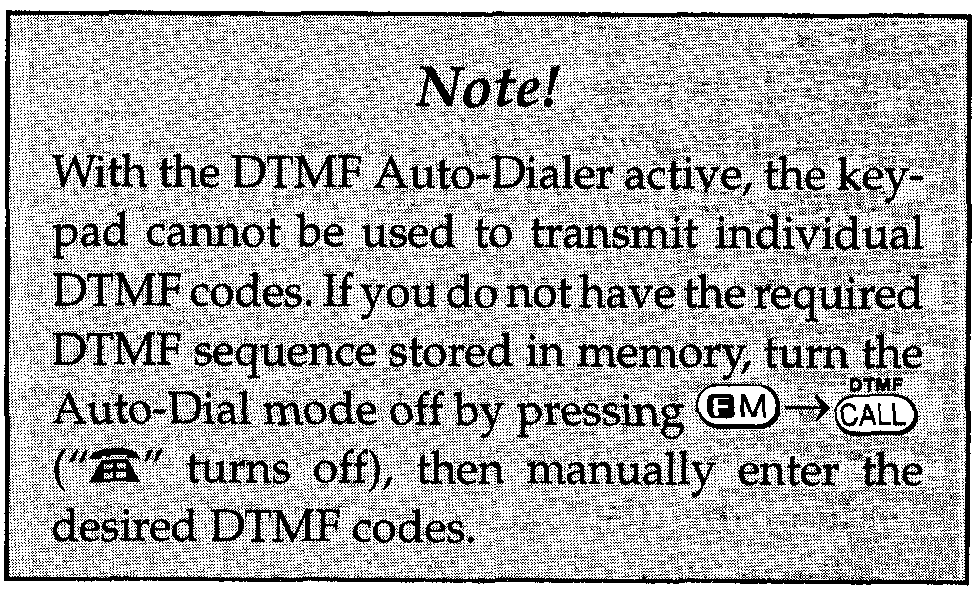 Note!
With the DTMF Auto-Dialer active, the key-
pad cannot be used to transmit individual
DTMF codes. If you do not have the required
DTMF sequence stored in memory, turn the
DTMF
Auto-Dial mode off by pressing FM→CALL
("☎" turns off), then manually enter the
desired DTMF codes.